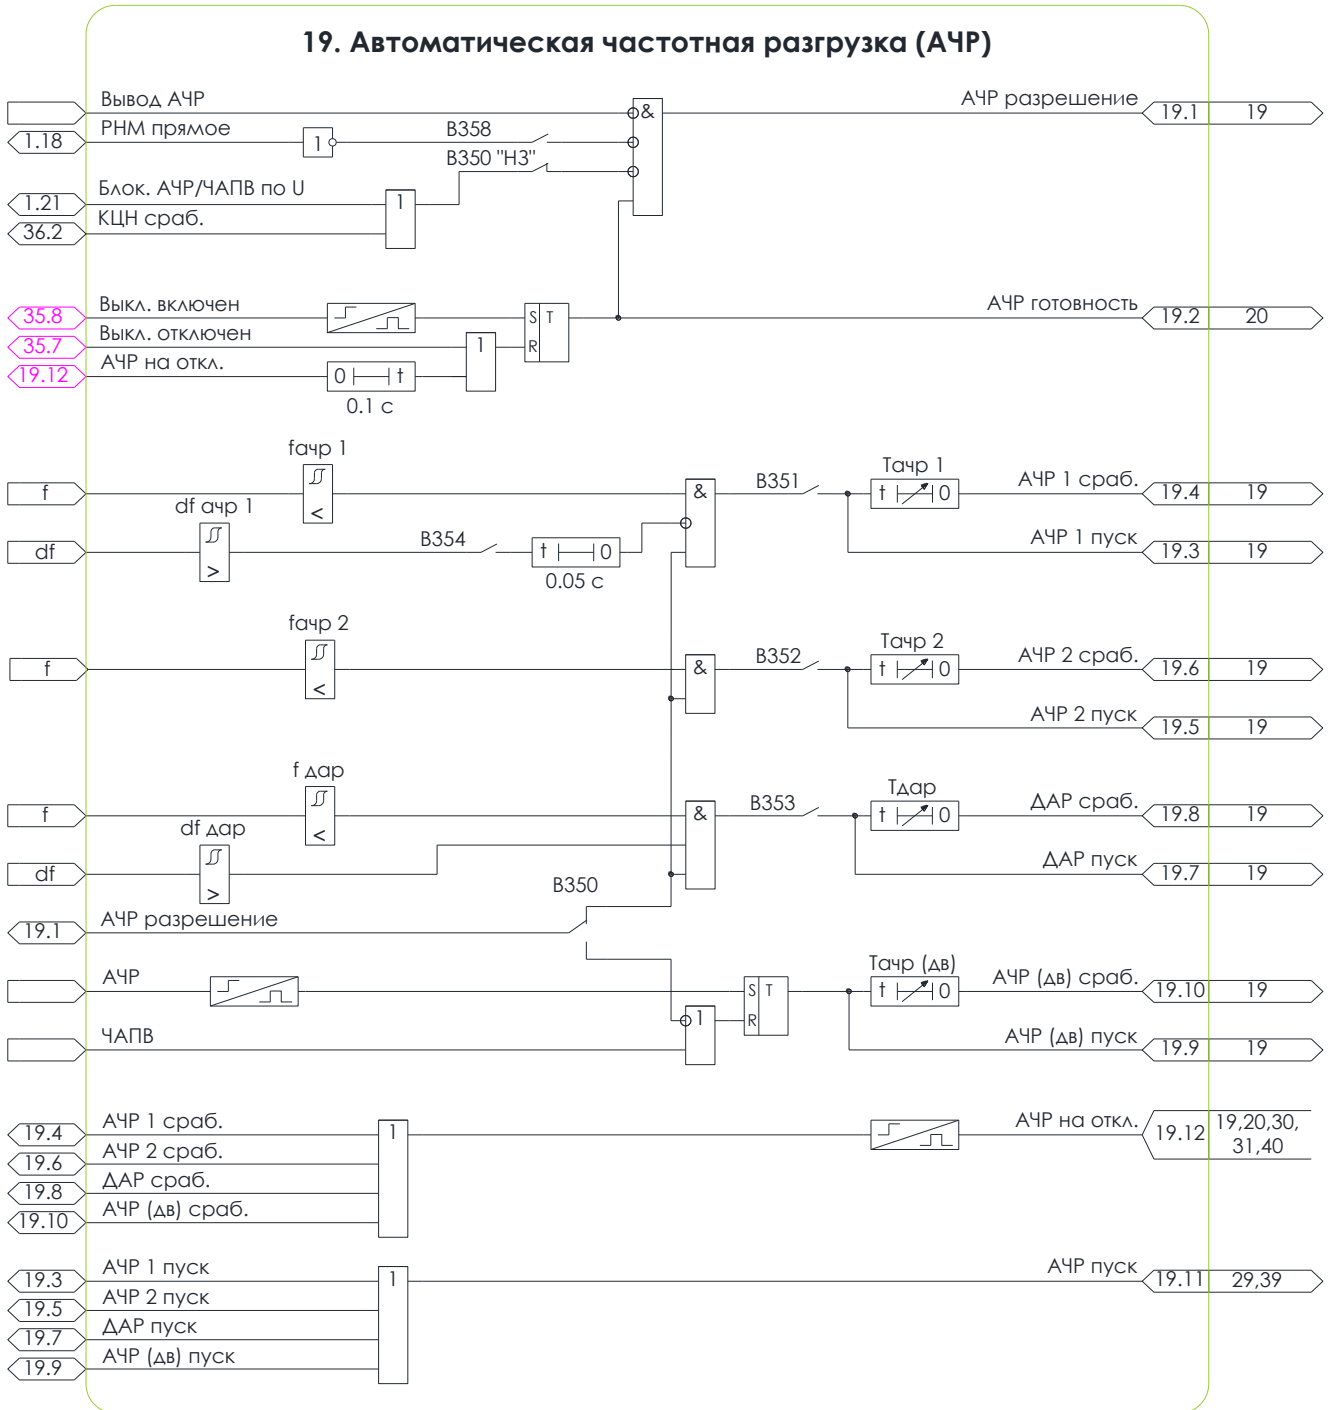 19. Автоматическая частотная разгрузка (АЧР)
Вывод АЧР
&
АЧР разрешение
19.1
19
1.18
РНМ прямое
1
В358
В350 "НЗ"
1.21
Блок. АЧР/ЧАПВ по U
1
36.2
КЦН сраб.
35.8
Выкл. включен
S T
R
АЧР готовность
19.2
20
35.7
Выкл. отключен
1
19.12
АЧР на откл.
0 t
0.1 с
fачр 1
<
f
&
В351
Тачр 1
t 0
АЧР 1 сраб.
19.4
19
df ачр 1
>
df
В354
t 0
0.05 с
АЧР 1 пуск
19.3
19
fачр 2
<
f
&
В352
Тачр 2
t 0
АЧР 2 сраб.
19.6
19
АЧР 2 пуск
19.5
19
f дар
<
f
&
В353
Тдар
t 0
ДАР сраб.
19.8
19
df дар
>
df
ДАР пуск
19.7
19
В350
19.1
АЧР разрешение
АЧР
S T
R
Тачр (дв)
t 0
АЧР (дв) сраб.
19.10
19
ЧАПВ
1
АЧР (дв) пуск
19.9
19
19.4
АЧР 1 сраб.
1
АЧР на откл.
19.12
19,20,30,
31,40
19.6
АЧР 2 сраб.
19.8
ДАР сраб.
19.10
АЧР (дв) сраб.
19.3
АЧР 1 пуск
1
АЧР пуск
19.11
29,39
19.5
АЧР 2 пуск
19.7
ДАР пуск
19.9
АЧР (дв) пуск